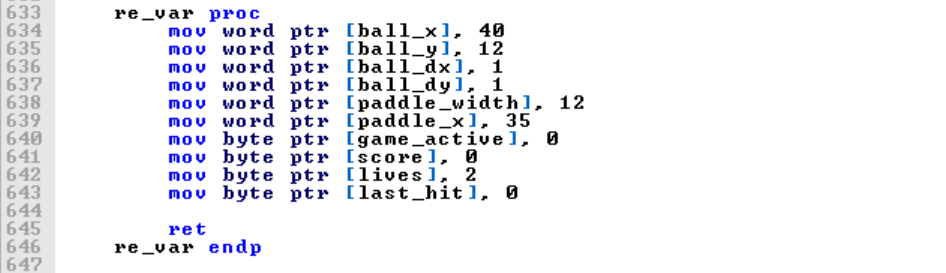 633 re_var proc
634 mov word ptr [ball_x], 40
635 mov word ptr [ball_y], 12
636 mov word ptr [ball_dx], 1
637 mov word ptr [ball_dy], 1
638 mov word ptr [paddle_width], 12
639 mov word ptr [paddle_x], 35
640 mov byte ptr [game_active], 0
641 mov byte ptr [score], 0
642 mov byte ptr [lives], 2
643 mov byte ptr [last_hit], 0
644
645 ret
646 re_var endp
647